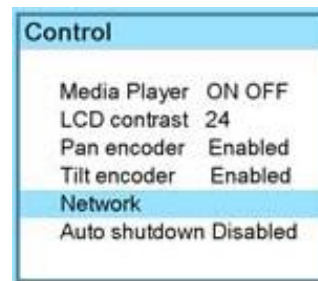 Control
Media Player ON OFF
LCD contrast 24
Pan encoder Enabled
Tilt encoder Enabled
Network
Auto shutdown Disabled